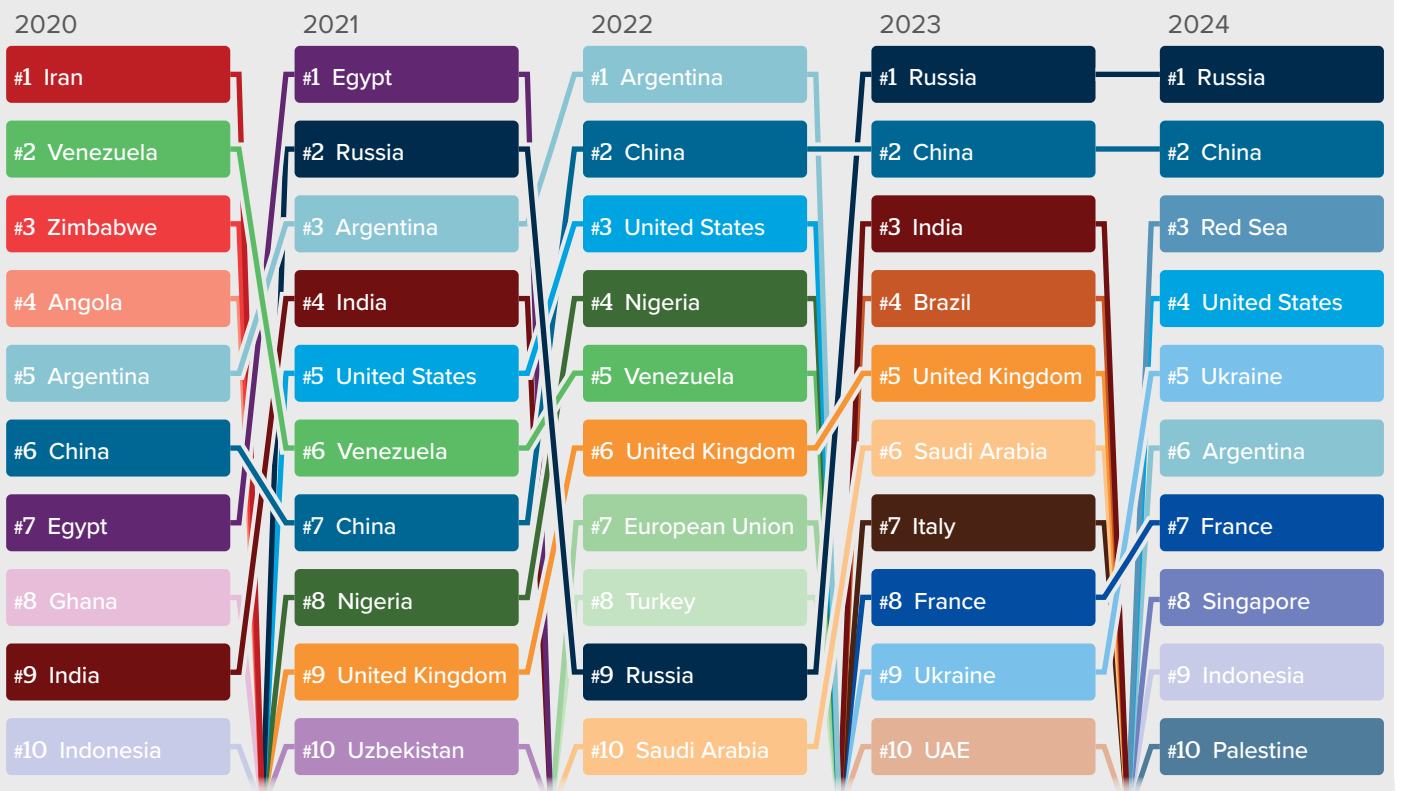 2020
#1 Iran
#2 Venezuela
#3 Zimbabwe
#4 Angola
#5 Argentina
#6 China
#7 Egypt
#8 Ghana
#9 India
#10 Indonesia
2021
#1 Egypt
#2 Russia
#3 Argentina
#4 India
#5 United States
#6 Venezuela
#7 China
#8 Nigeria
#9 United Kingdom
#10 Uzbekistan
2022
#1 Argentina
#2 China
#3 United States
#4 Nigeria
#5 Venezuela
#6 United Kingdom
#7 European Union
#8 Turkey
#9 Russia
#10 Saudi Arabia
2023
#1 Russia
#2 China
#3 India
#4 Brazil
#5 United Kingdom
#6 Saudi Arabia
#7 Italy
#8 France
#9 Ukraine
#10 UAE
2024
#1 Russia
#2 China
#3 Red Sea
#4 United States
#5 Ukraine
#6 Argentina
#7 France
#8 Singapore
#9 Indonesia
#10 Palestine